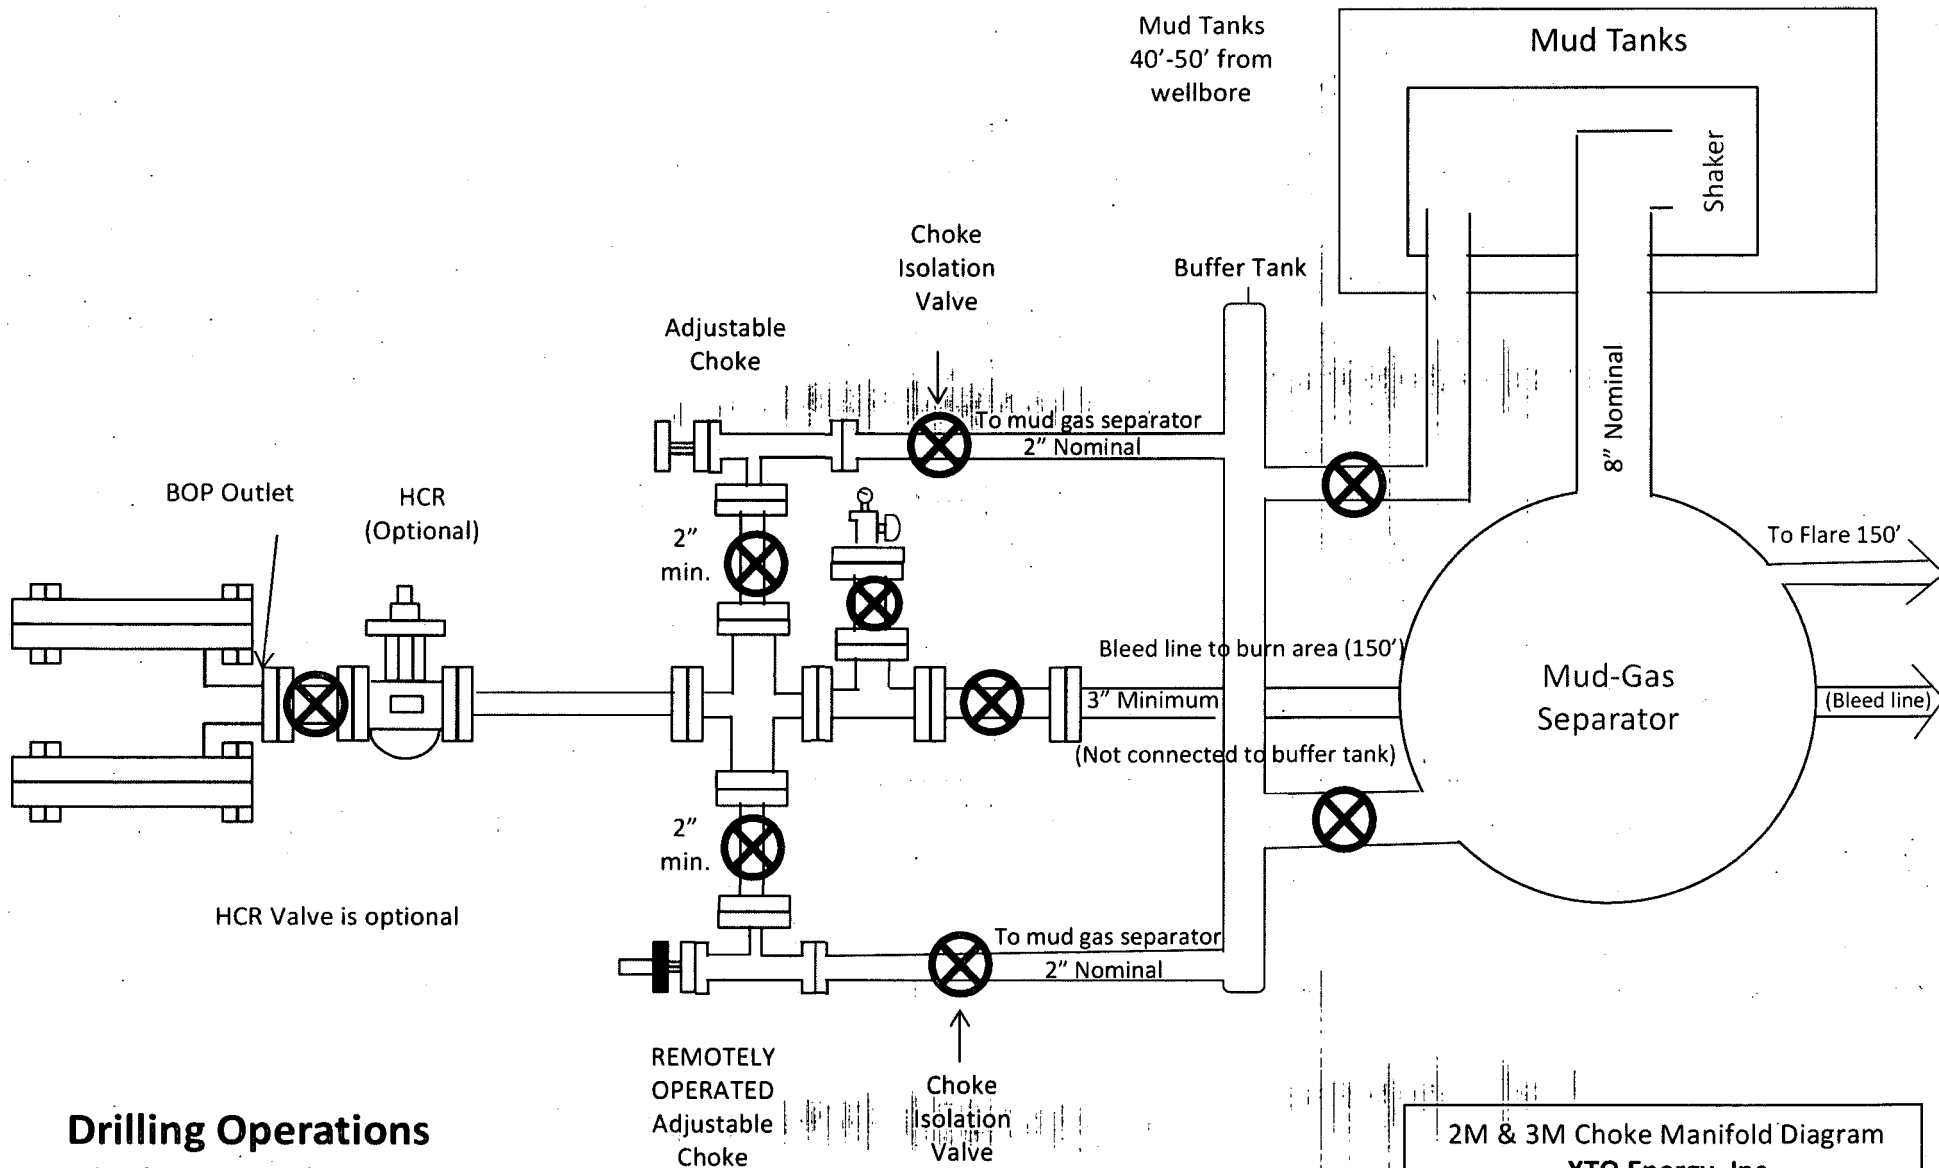 Mud Tanks
40'-50' from
wellbore
Mud Tanks
Shaker
Choke
Isolation
Valve
Buffer Tank
Adjustable
Choke
8" Nominal
To mud gas separator
2" Nominal
BOP Outlet
HCR
(Optional)
2"
min.
To Flare 150'
Bleed line to burn area (150')
3" Minimum
(Not connected to buffer tank)
Mud-Gas
Separator
(Bleed line)
2"
min.
HCR Valve is optional
To mud gas separator
2" Nominal
REMOTELY
OPERATED
Adjustable
Choke
Choke
Isolation
Valve
Drilling Operations
2M & 3M Choke Manifold Diagram
XTO Energy, Inc.